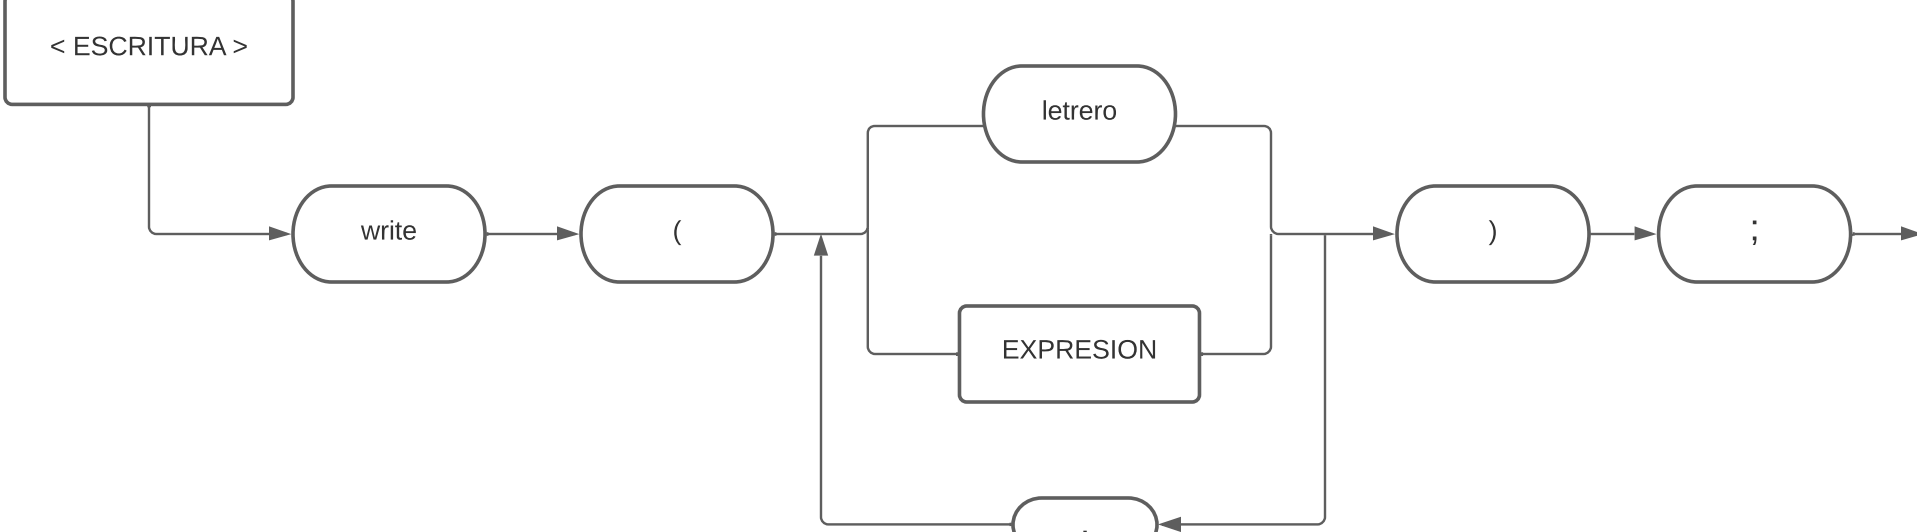 < ESCRITURA >
letrero
write
(
)
;
EXPRESION